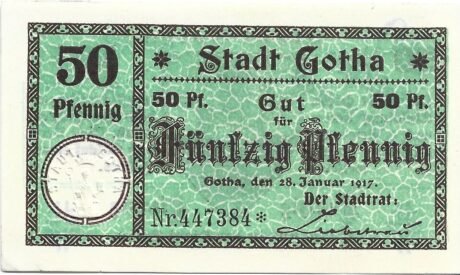 50
Pfennig
* Stadt Gotha *
50 Pf. Gut 50 Pf.
für
Fünfzig Pfennig
Gotha, den 28. Januar 1917.
Der Stadtrat:
Nr. 447384 *
Liebetrau